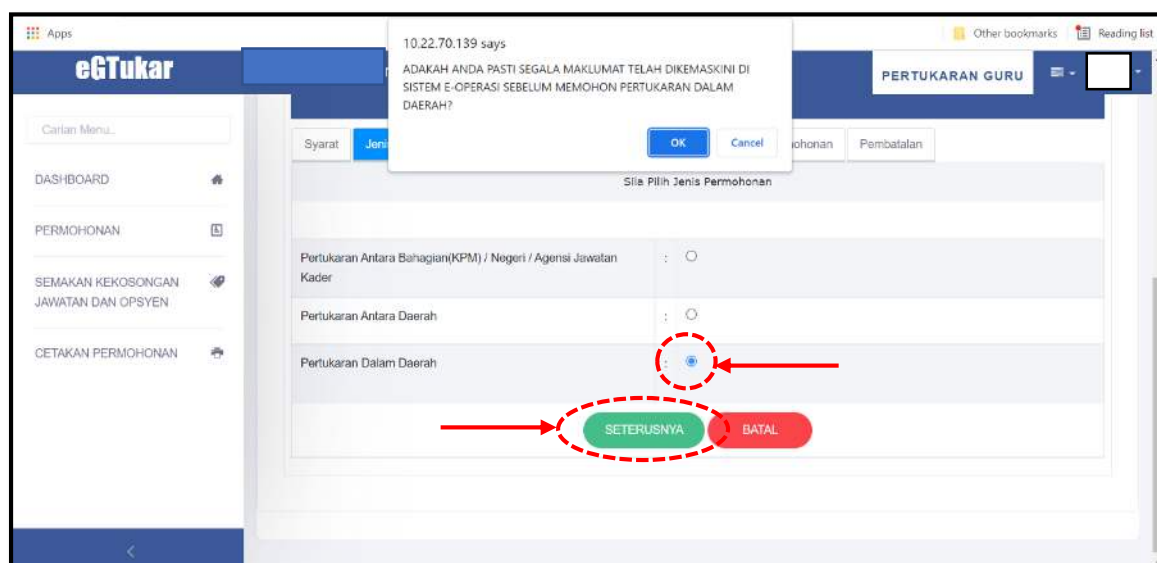 Apps
Other bookmarks
Reading list
10.22.70.139 says
ADAKAH ANDA PASTI SEGALA MAKLUMAT TELAH DIKEMASKINI DI
SISTEM E-OPERASI SEBELUM MEMOHON PERTUKARAN DALAM
DAERAH?
OK
Cancel
eGTukar
PERTUKARAN GURU
Carian Menu..
DASHBOARD
PERMOHONAN
SEMAKAN KEKOSONGAN
JAWATAN DAN OPSYEN
CETAKAN PERMOHONAN
Syarat
Pembatalan
Sila Pilih Jenis Permohonan
Pertukaran Antara Bahagian(KPM) / Negeri / Agensi Jawatan
Kader
:
Pertukaran Antara Daerah :
Pertukaran Dalam Daerah :
SETERUSNYA
BATAL